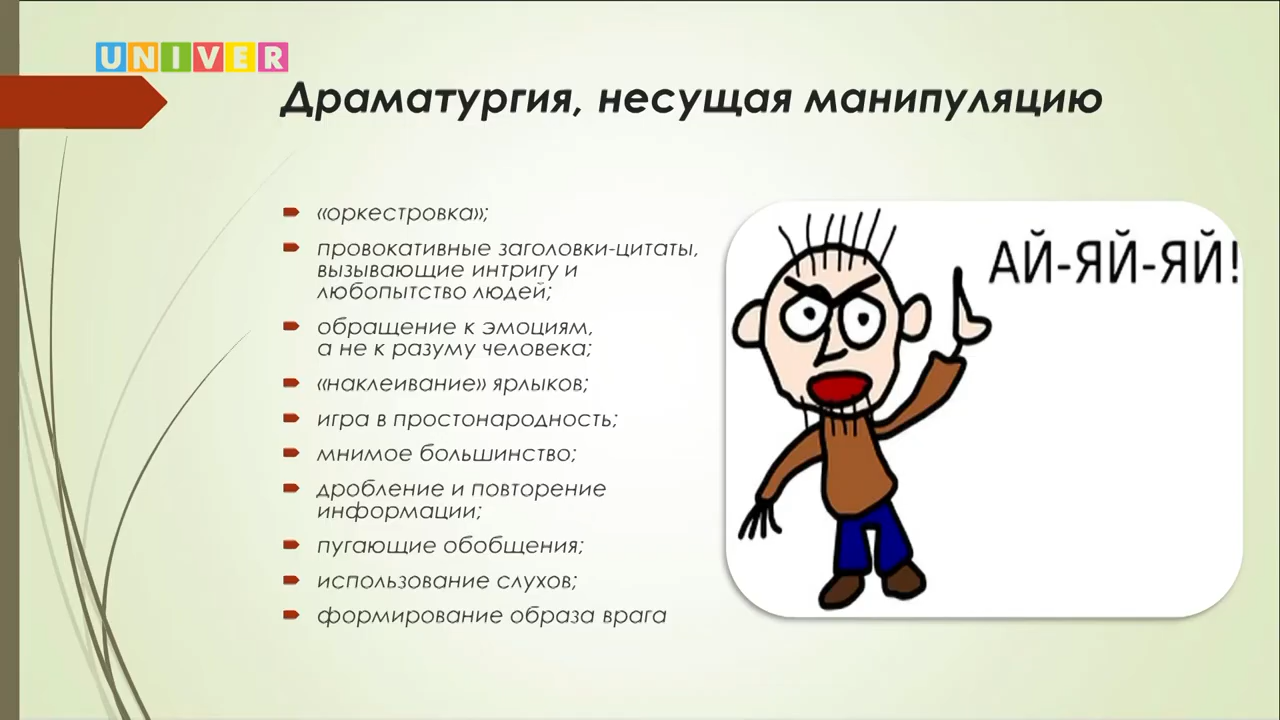 UNIVER
Драматургия, несущая манипуляцию
«оркестровка»;
провокативные заголовки-цитаты,
вызывающие интригу и
любопытство людей;
обращение к эмоциям,
а не к разуму человека;
«наклеивание» ярлыков;
игра в простонародность;
мнимое большинство;
дробление и повторение
информации;
пугающие обобщения;
использование слухов;
формирование образа врага
АЙ-ЯЙ-ЯЙ!